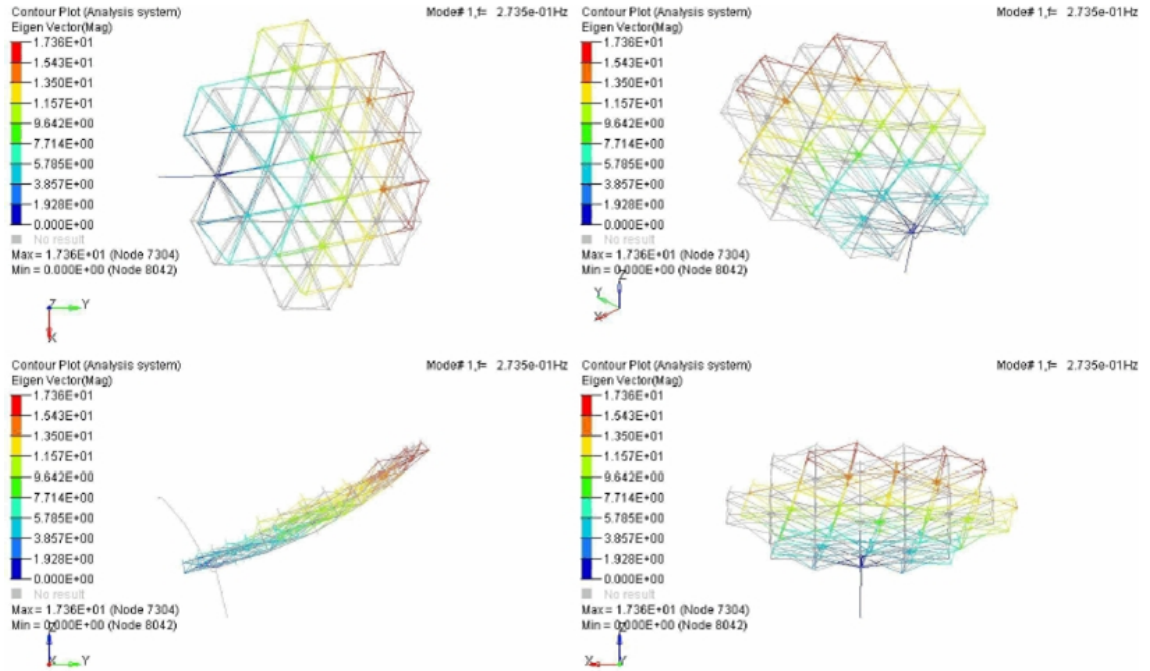 Contour Plot (Analysis system)
Eigen Vector(Mag)
1.736E+01
1.543E+01
1.350E+01
1.157E+01
9.642E+00
7.714E+00
5.785E+00
3.857E+00
1.928E+00
0.000E+00
No result
Max = 1.736E+01 (Node 7304)
Min = 0.000E+00 (Node 8042)
Mode# 1,f= 2.735e-01Hz
Z
Y
X
Contour Plot (Analysis system)
Eigen Vector(Mag)
1.736E+01
1.543E+01
1.350E+01
1.157E+01
9.642E+00
7.714E+00
5.785E+00
3.857E+00
1.928E+00
0.000E+00
No result
Max = 1.736E+01 (Node 7304)
Min = 0.000E+00 (Node 8042)
Mode# 1,f= 2.735e-01Hz
Z
Y
X
Contour Plot (Analysis system)
Eigen Vector(Mag)
1.736E+01
1.543E+01
1.350E+01
1.157E+01
9.642E+00
7.714E+00
5.785E+00
3.857E+00
1.928E+00
0.000E+00
No result
Max = 1.736E+01 (Node 7304)
Min = 0.000E+00 (Node 8042)
Mode# 1,f= 2.735e-01Hz
Z
X
Y
Contour Plot (Analysis system)
Eigen Vector(Mag)
1.736E+01
1.543E+01
1.350E+01
1.157E+01
9.642E+00
7.714E+00
5.785E+00
3.857E+00
1.928E+00
0.000E+00
No result
Max = 1.736E+01 (Node 7304)
Min = 0.000E+00 (Node 8042)
Mode# 1,f= 2.735e-01Hz
Z
X
Y